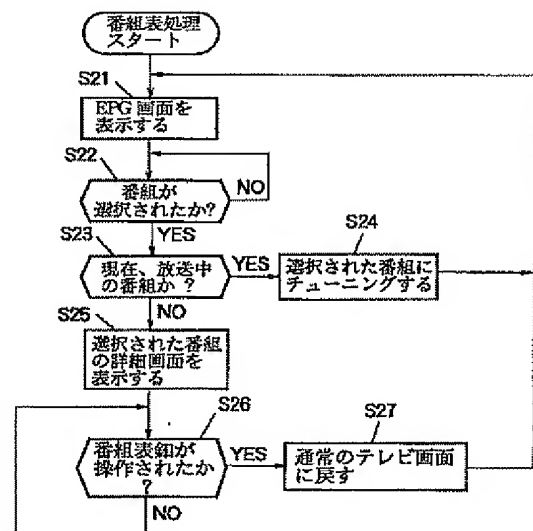 番組表処理
スタート
S21
EPG 画面を
表示する
S22
番組が
選択されたか?
NO
YES
S23
現在、放送中
の番組か ?
YES
NO
S24
選択された番組に
チューニングする
S25
選択された番組
の詳細画面を
表示する
S26
番組表釦が
操作されたか
?
YES
NO
S27
通常のテレビ画面
に戻す